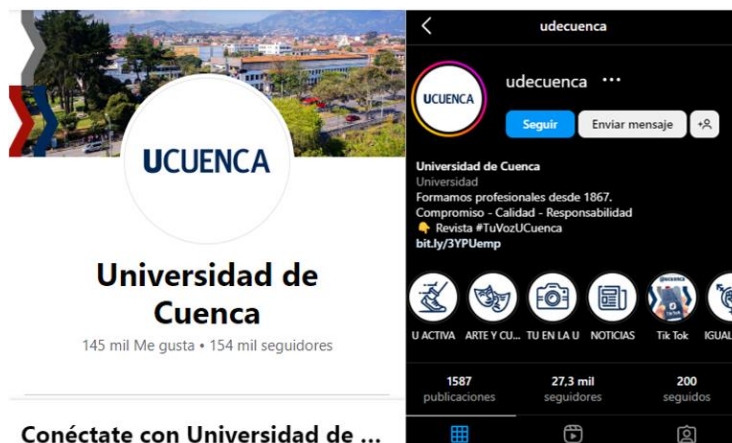 UCUENCA
Universidad de
Cuenca
145 mil Me gusta • 154 mil seguidores
Conéctate con Universidad de ...
udecuenca
UCUENCA
udecuenca ...
Seguir
Enviar mensaje
Universidad de Cuenca
Universidad
Formamos profesionales desde 1867.
Compromiso - Calidad - Responsabilidad
👇 Revista #TuVozUCuenca
bit.ly/3YPUemp
U ACTIVA
ARTE Y CU...
TU EN LA U
NOTICIAS
Tik Tok
IGUAL
1587
publicaciones
27,3 mil
seguidores
200
seguidos